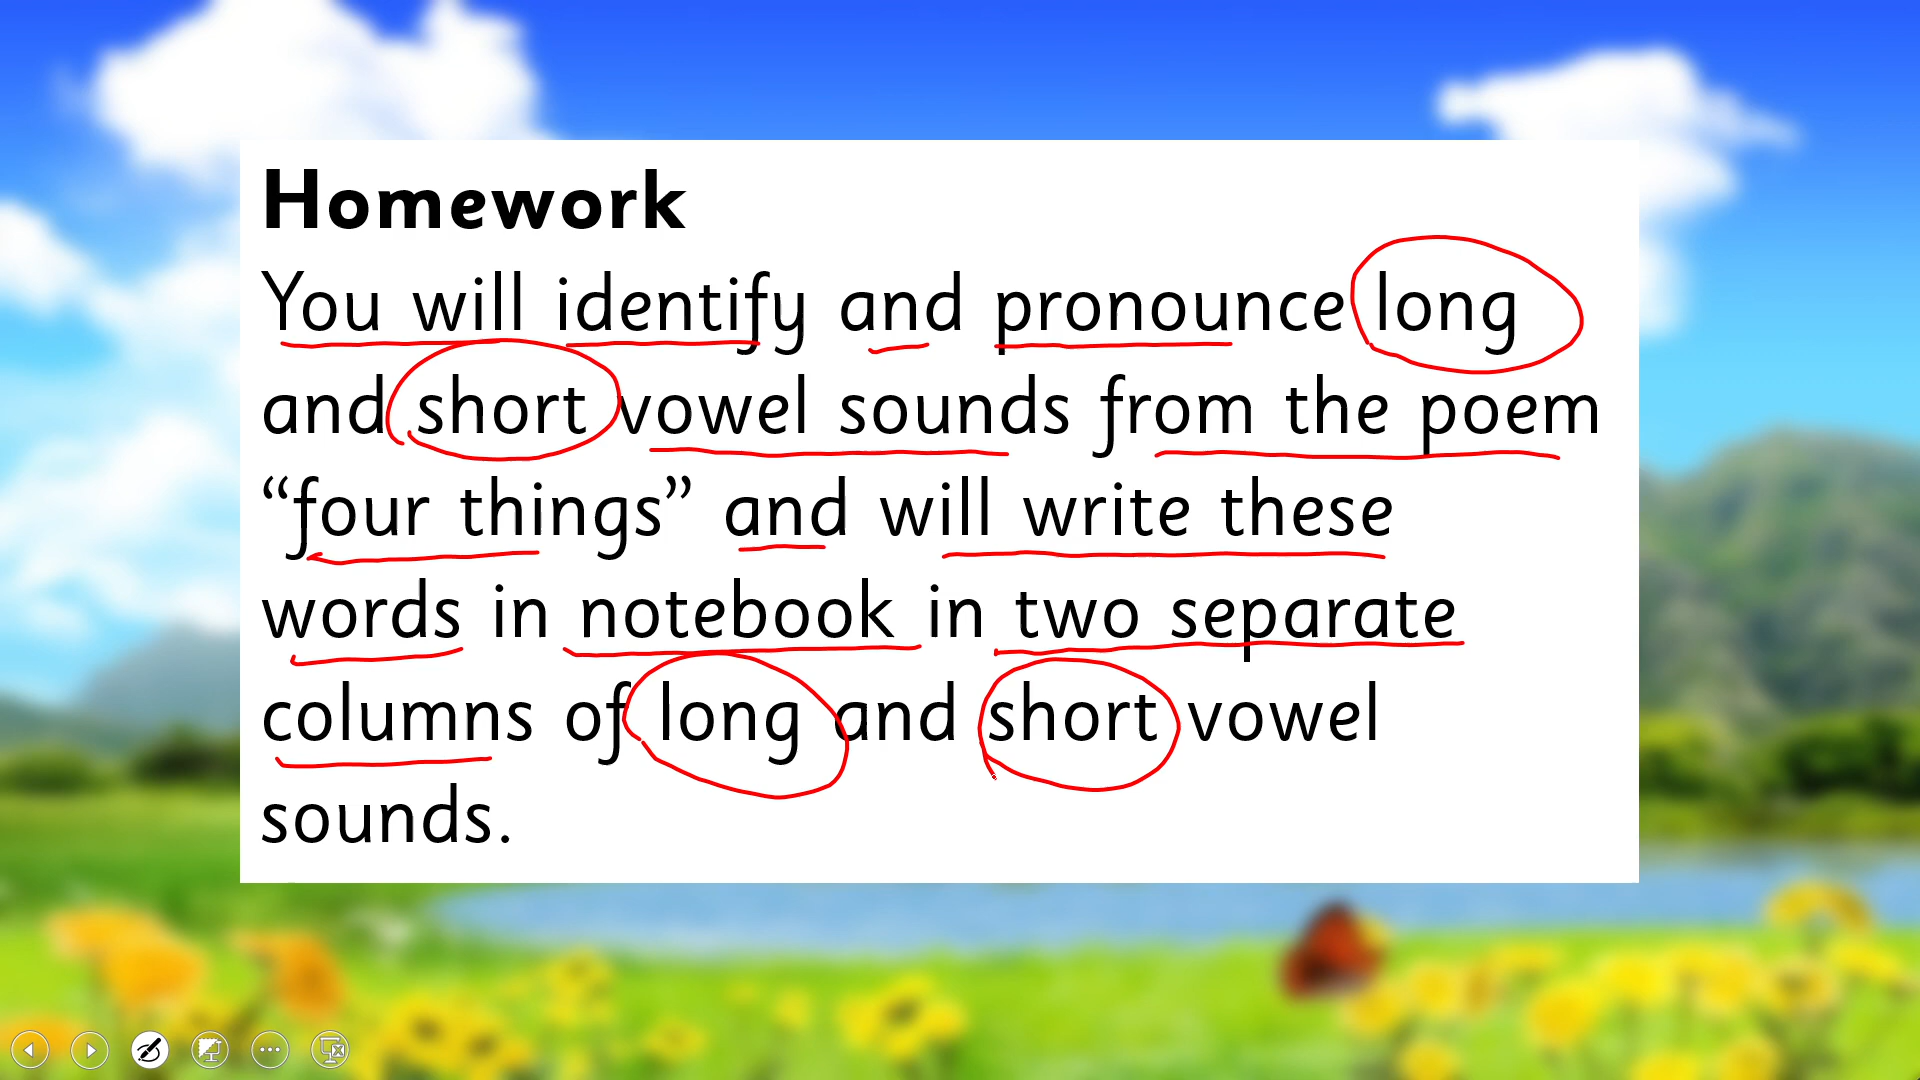 Homework
You will identify and pronounce long
and short vowel sounds from the poem
“four things” and will write these
words in notebook in two separate
columns of long and short vowel
sounds.